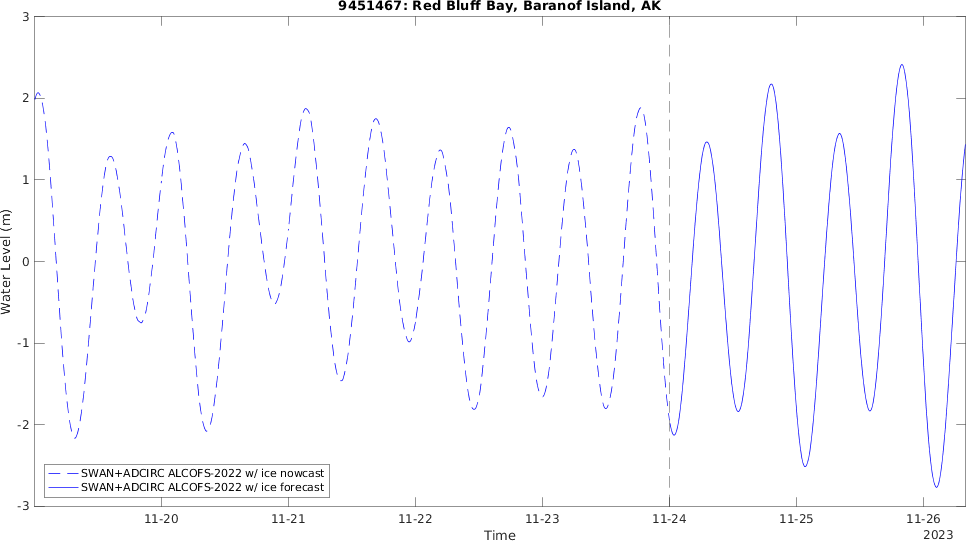 9451467: Red Bluff Bay, Baranof Island, AK
3
2
1
0
-1
-2
-3
Water Level (m)
SWAN+ADCIRC ALCOFS-2022 w/ ice nowcast
SWAN+ADCIRC ALCOFS-2022 w/ ice forecast
11-20 11-21 11-22 11-23 11-24 11-25 11-26
Time
2023